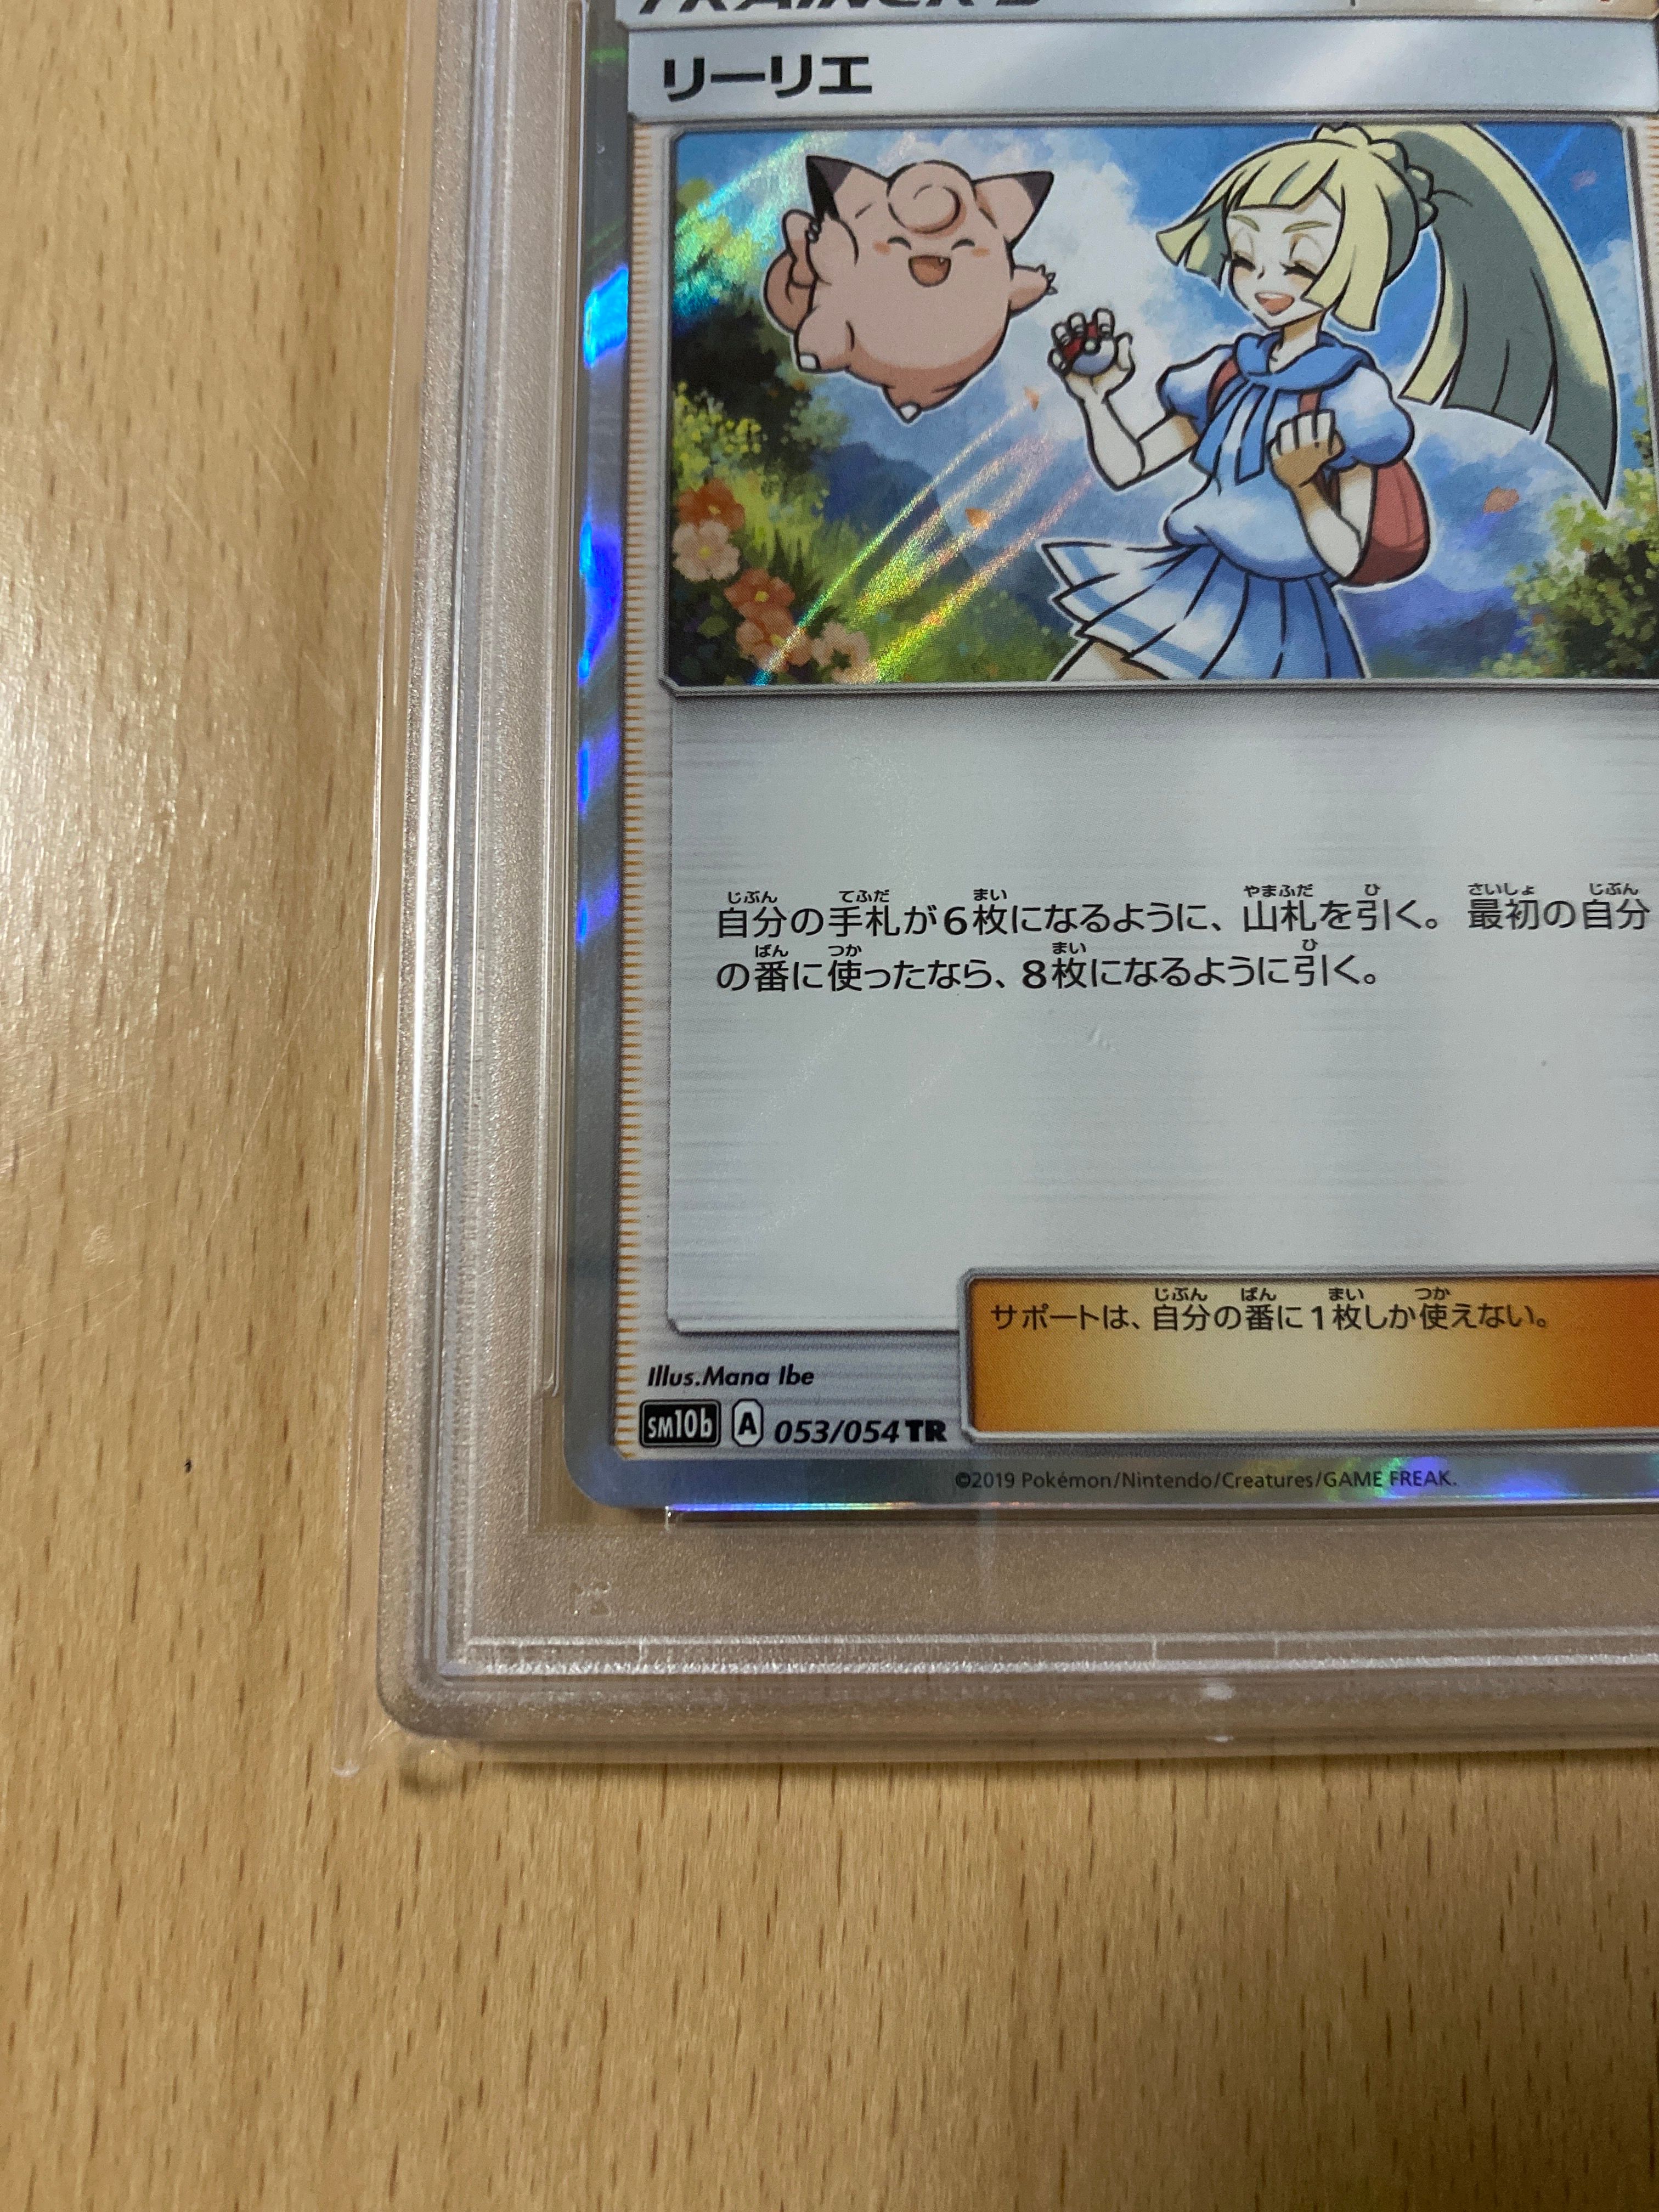 TRAINER'S
リーリエ
自分の手札が6枚になるように、山札を引く。最初の自分
の番に使ったなら、8枚になるように引く。
サポートは、自分の番に1枚しか使えない。
Illus.Mana Ibe
SM10b A 053/054 TR
©2019 Pokémon/Nintendo/Creatures/GAME FREAK.